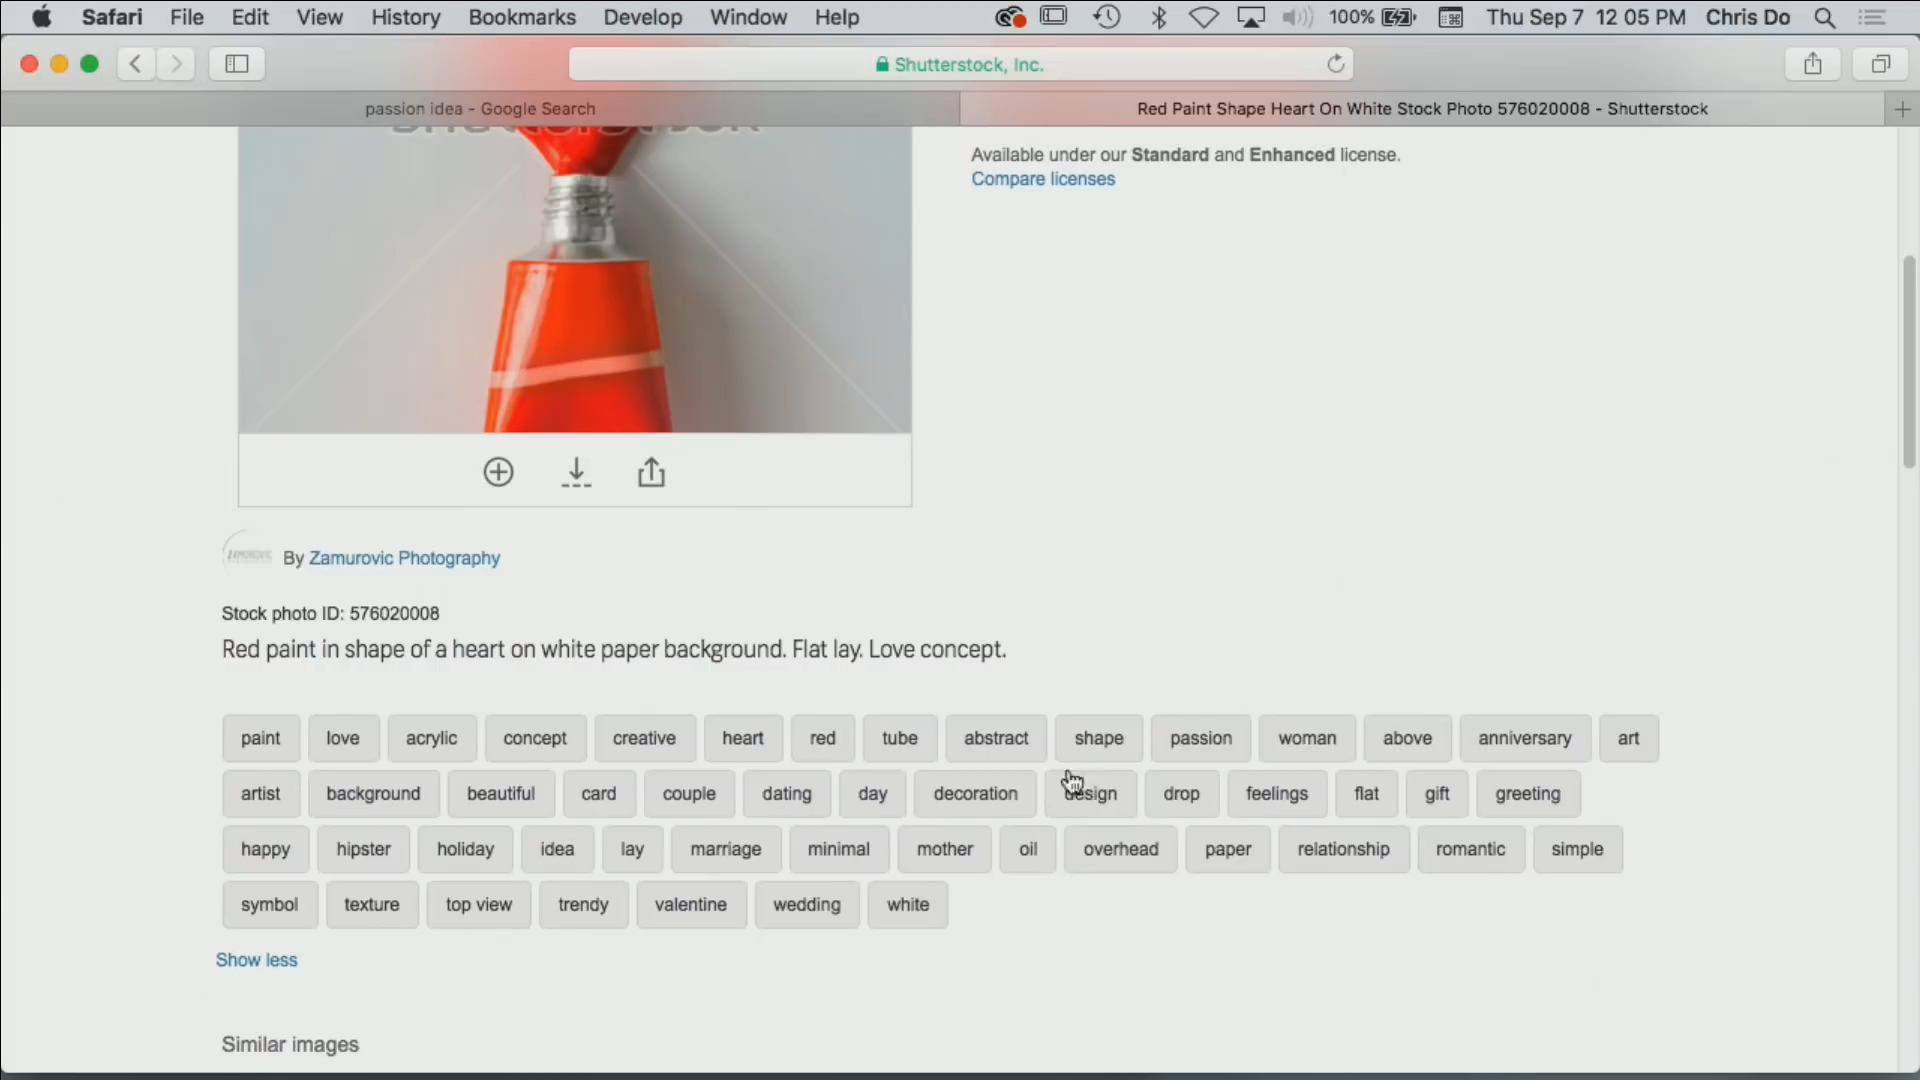 Safari File Edit View History Bookmarks Develop Window Help 100% Thu Sep 7 12 05 PM Chris Do
Shutterstock, Inc.
passion idea - Google Search
Red Paint Shape Heart On White Stock Photo 576020008 - Shutterstock
Available under our Standard and Enhanced license.
Compare licenses
By Zamurovic Photography
Stock photo ID: 576020008
Red paint in shape of a heart on white paper background. Flat lay. Love concept.
paint love acrylic concept creative heart red tube abstract shape passion woman above anniversary art
artist background beautiful card couple dating day decoration design drop feelings flat gift greeting
happy hipster holiday idea lay marriage minimal mother oil overhead paper relationship romantic simple
symbol texture top view trendy valentine wedding white
Show less
Similar images